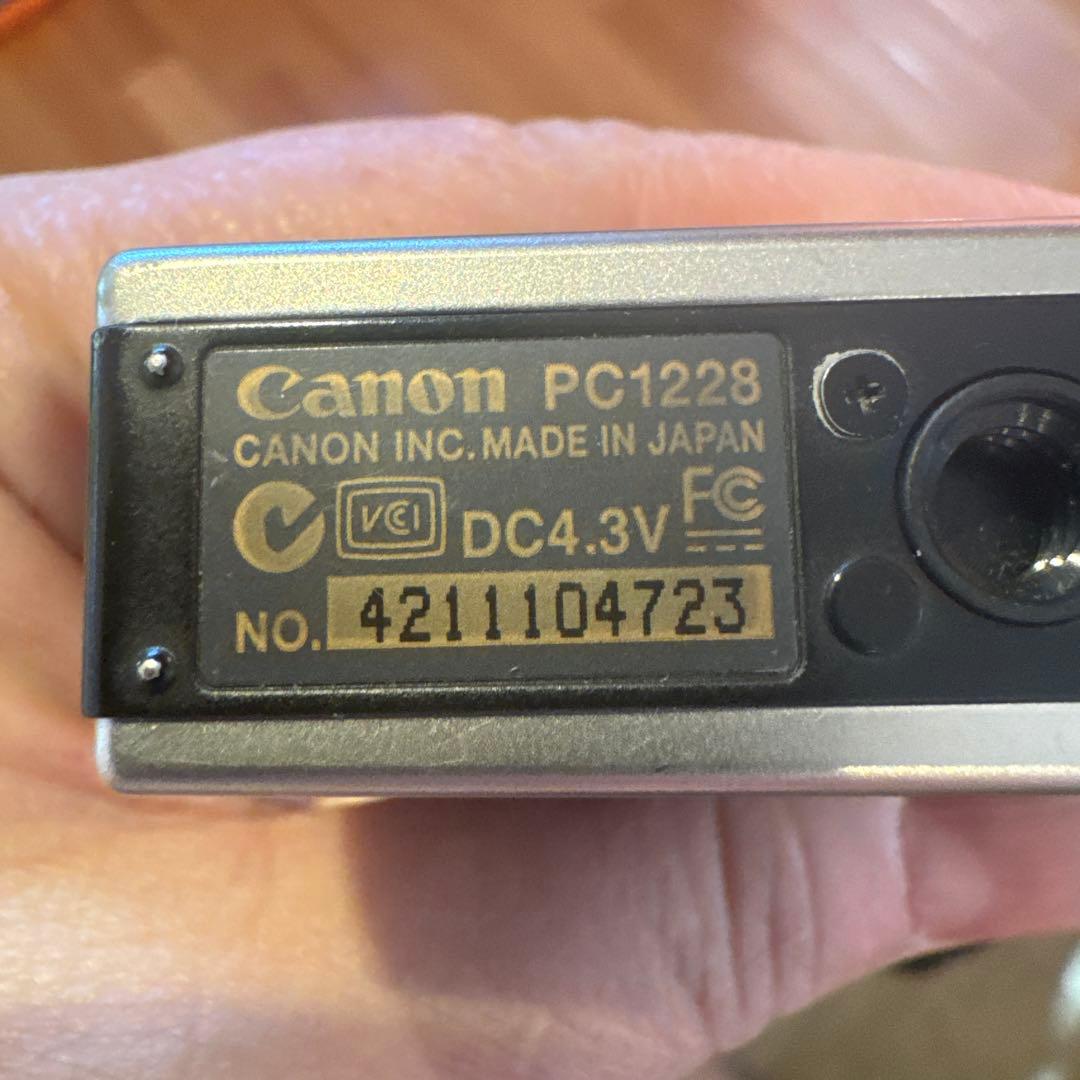 Canon PC1228
CANON INC. MADE IN JAPAN
VCI DC4.3V FC
NO. 4211104723